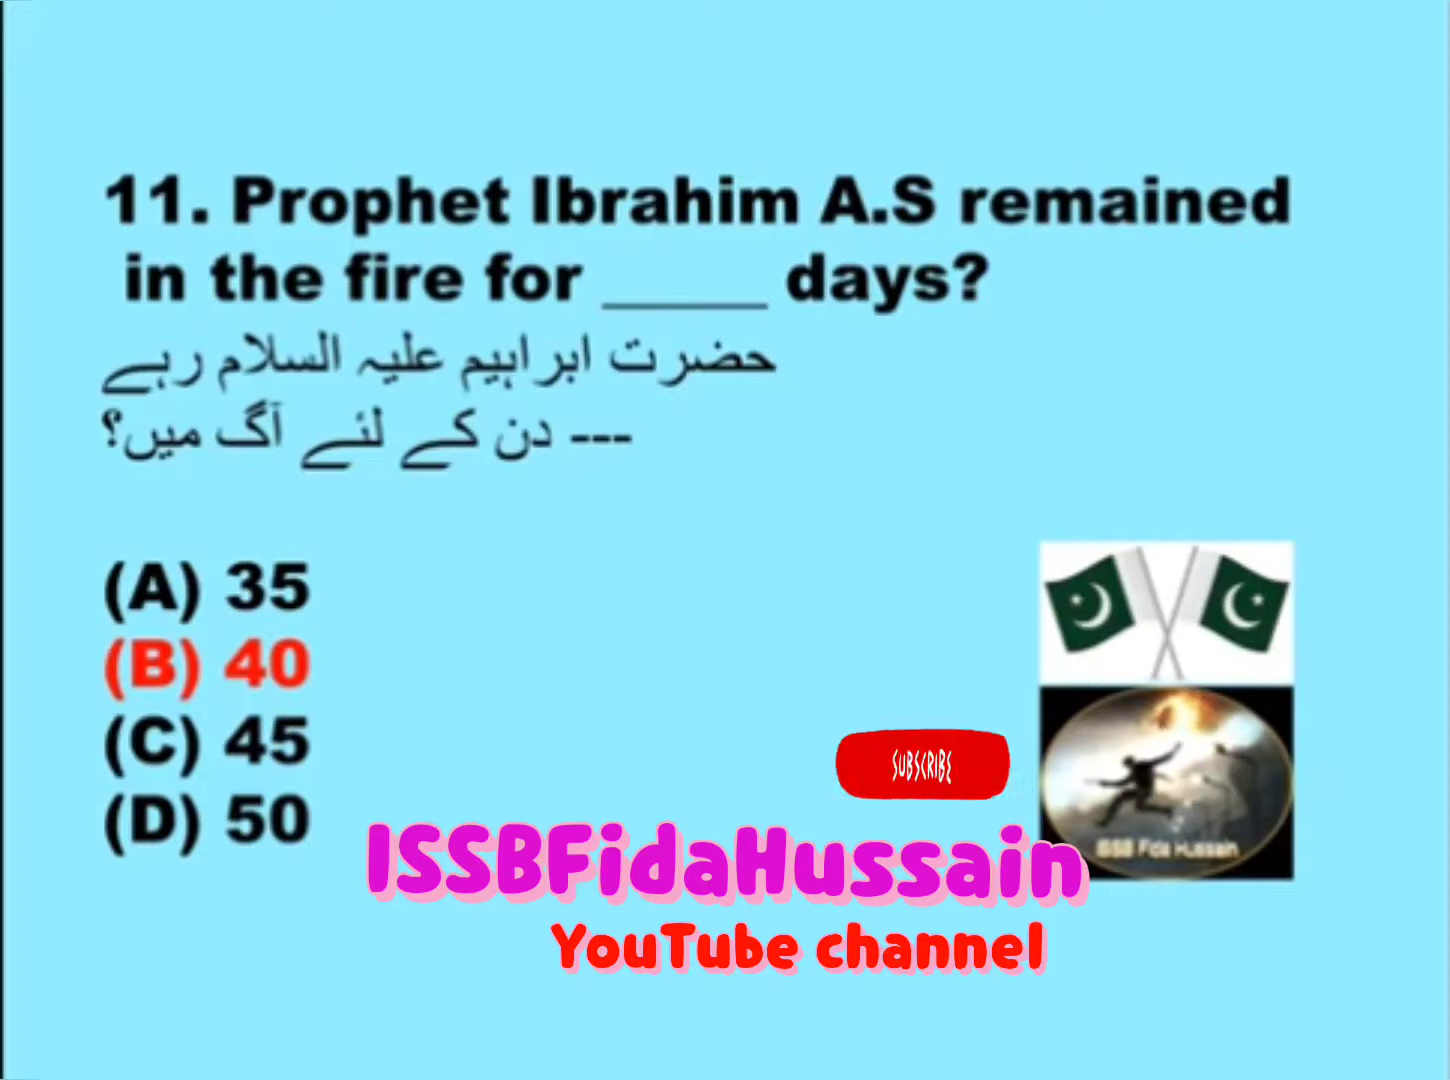 11. Prophet Ibrahim A.S remained
in the fire for _____ days?
حضرت ابراہیم علیہ السلام رہے
--- دن کے لئے آگ میں؟
(A) 35
(B) 40
(C) 45
(D) 50
SUBSCRIBE
ISSB Fida Hussain
ISSBFidaHussain
YouTube channel